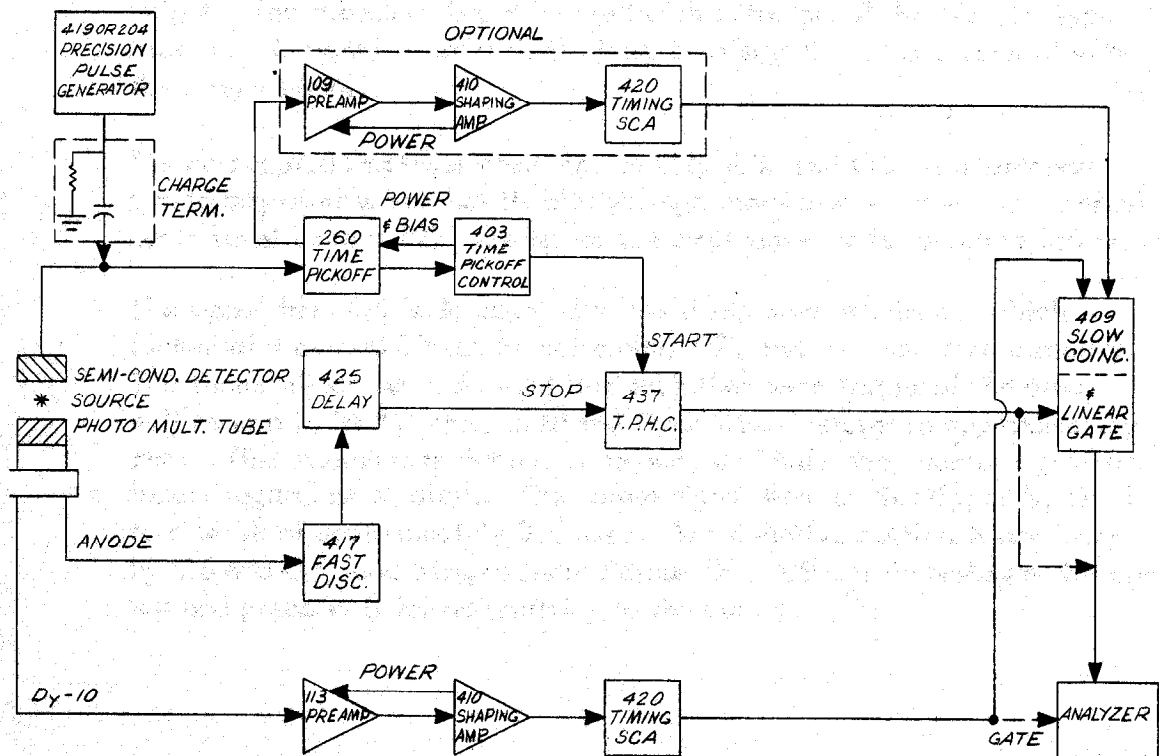 419 OR 204
PRECISION
PULSE
GENERATOR
OPTIONAL
109
PREAMP
410
SHAPING
AMP
POWER
420
TIMING
SCA
CHARGE
TERM.
POWER
& BIAS
260
TIME
PICKOFF
403
TIME
PICKOFF
CONTROL
START
SEMI-COND. DETECTOR
SOURCE
PHOTO MULT. TUBE
425
DELAY
STOP
437
T.P.H.C.
409
SLOW
COINC.
&
LINEAR
GATE
ANODE
417
FAST
DISC.
Dy-10
113
PREAMP
POWER
410
SHAPING
AMP
420
TIMING
SCA
GATE
ANALYZER